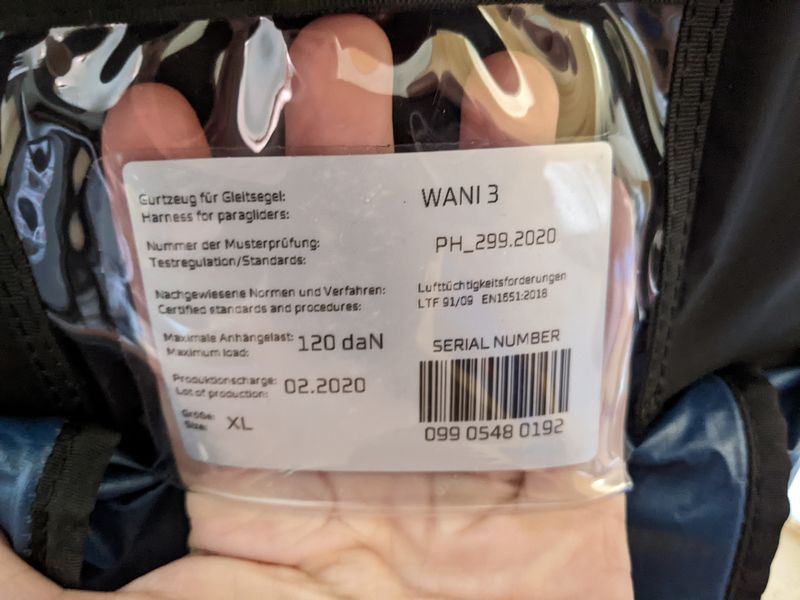 Gurtzeug für Gleitsegel:
Harness for paragliders:
WANI 3
Nummer der Musterprüfung:
Testregulation/Standards:
PH_299.2020
Nachgewiesene Normen und Verfahren:
Certified standards and procedures:
Lufttüchtigkeitsforderungen
LTF 91/09 EN1651:2018
Maximale Anhängelast:
Maximum load:
120 daN
Produktionscharge:
Lot of production:
02.2020
Größe:
Size:
XL
SERIAL NUMBER
099 0548 0192